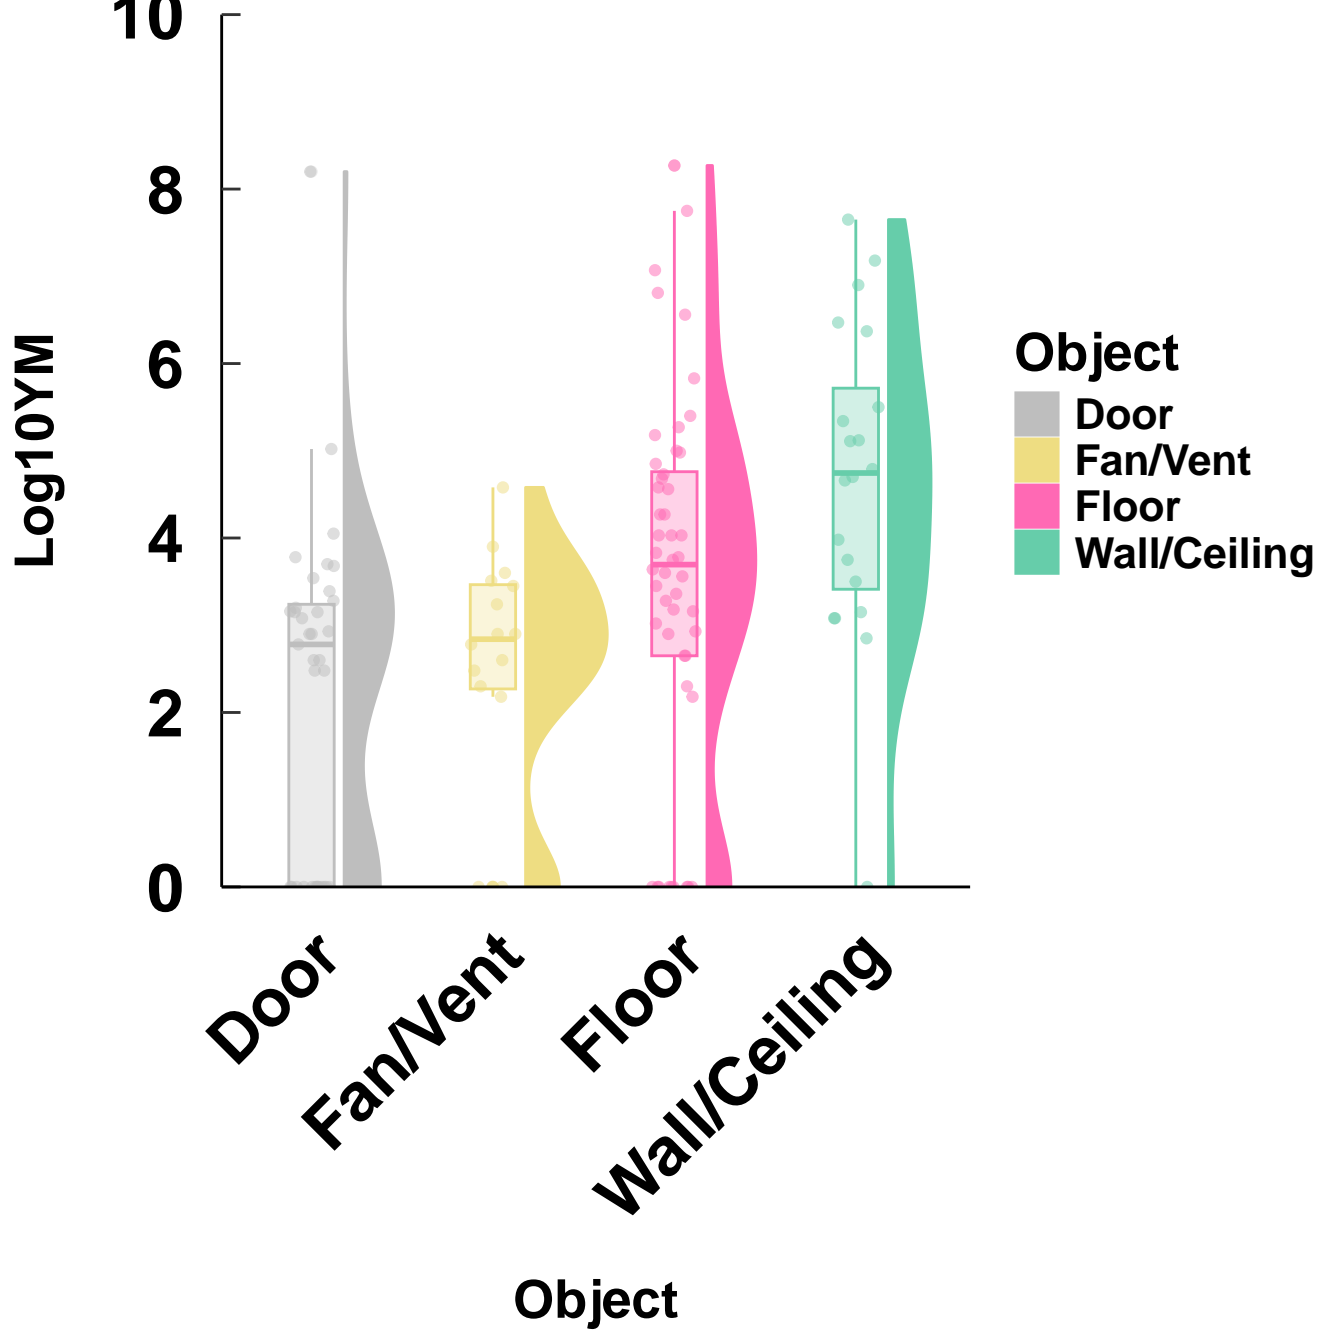 10
8
6
4
2
0
Log10YM
Door
Fan/Vent
Floor
Wall/Ceiling
Object
Object
Door
Fan/Vent
Floor
Wall/Ceiling